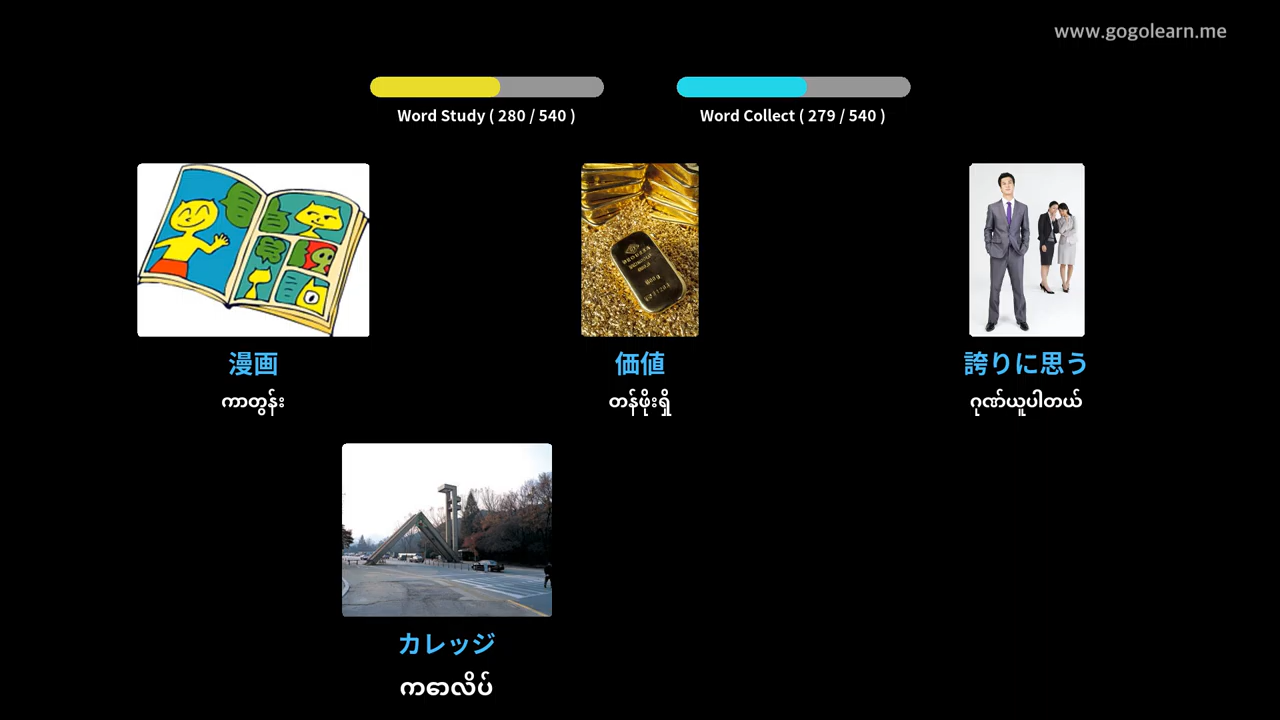 www.gogolearn.me
Word Study ( 280 / 540 )
Word Collect ( 279 / 540 )
漫画
ကာတွန်း
価値
တန်ဖိုးရှိ
誇りに思う
ဂုဏ်ယူပါတယ်
カレッジ
ကောလိပ်